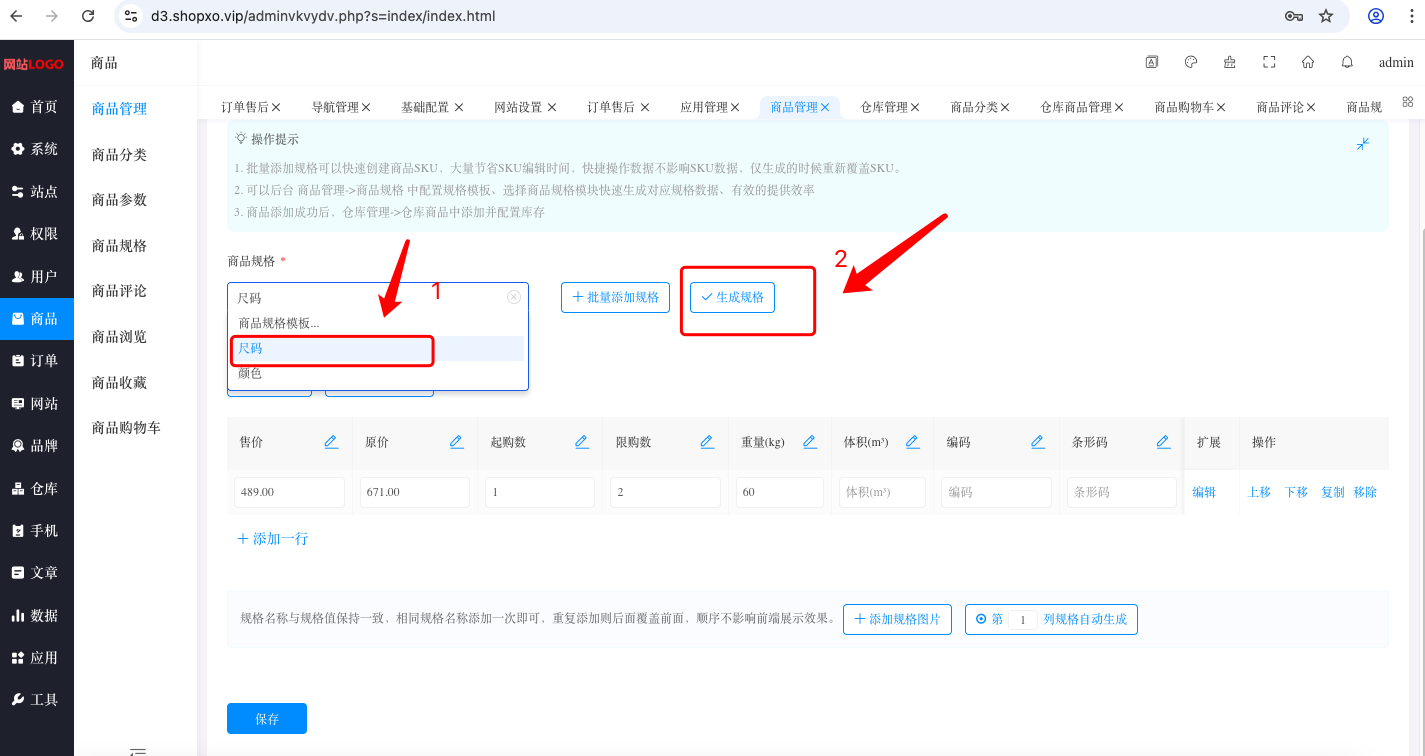 d3.shopxo.vip/adminvkvydv.php?s=index/index.html
网站LOGO
首页
系统
站点
权限
用户
商品
订单
网站
品牌
仓库
手机
文章
数据
应用
工具
商品
商品管理
商品分类
商品参数
商品规格
商品评论
商品浏览
商品收藏
商品购物车
admin
订单售后 导航管理 基础配置 网站设置 订单售后 应用管理 商品管理 仓库管理 商品分类 仓库商品管理 商品购物车 商品评论 商品规
操作提示
1. 批量添加规格可以快速创建商品SKU，大量节省SKU编辑时间，快捷操作数据不影响SKU数据，仅生成的时候重新覆盖SKU。
2. 可以后台 商品管理->商品规格 中配置规格模板、选择商品规格模块快速生成对应规格数据、有效的提供效率
3. 商品添加成功后，仓库管理->仓库商品中添加并配置库存
商品规格 *
1
2
尺码
批量添加规格
生成规格
商品规格模板...
尺码
颜色
售价 原价 起购数 限购数 重量(kg) 体积(m³) 编码 条形码 扩展 操作
489.00 671.00 1 2 60 体积(m³) 编码 条形码 编辑 上移 下移 复制 移除
添加一行
规格名称与规格值保持一致，相同规格名称添加一次即可，重复添加则后面覆盖前面，顺序不影响前端展示效果。 添加规格图片 第 1 列规格自动生成
保存